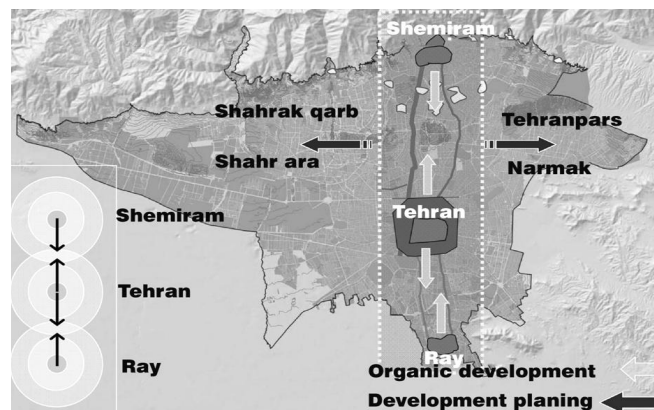 Shemiram
Shahrak qarb
Tehranpars
Shahr ara
Narmak
Shemiram
Tehran
Tehran
Ray
Ray
Organic development
Development planing